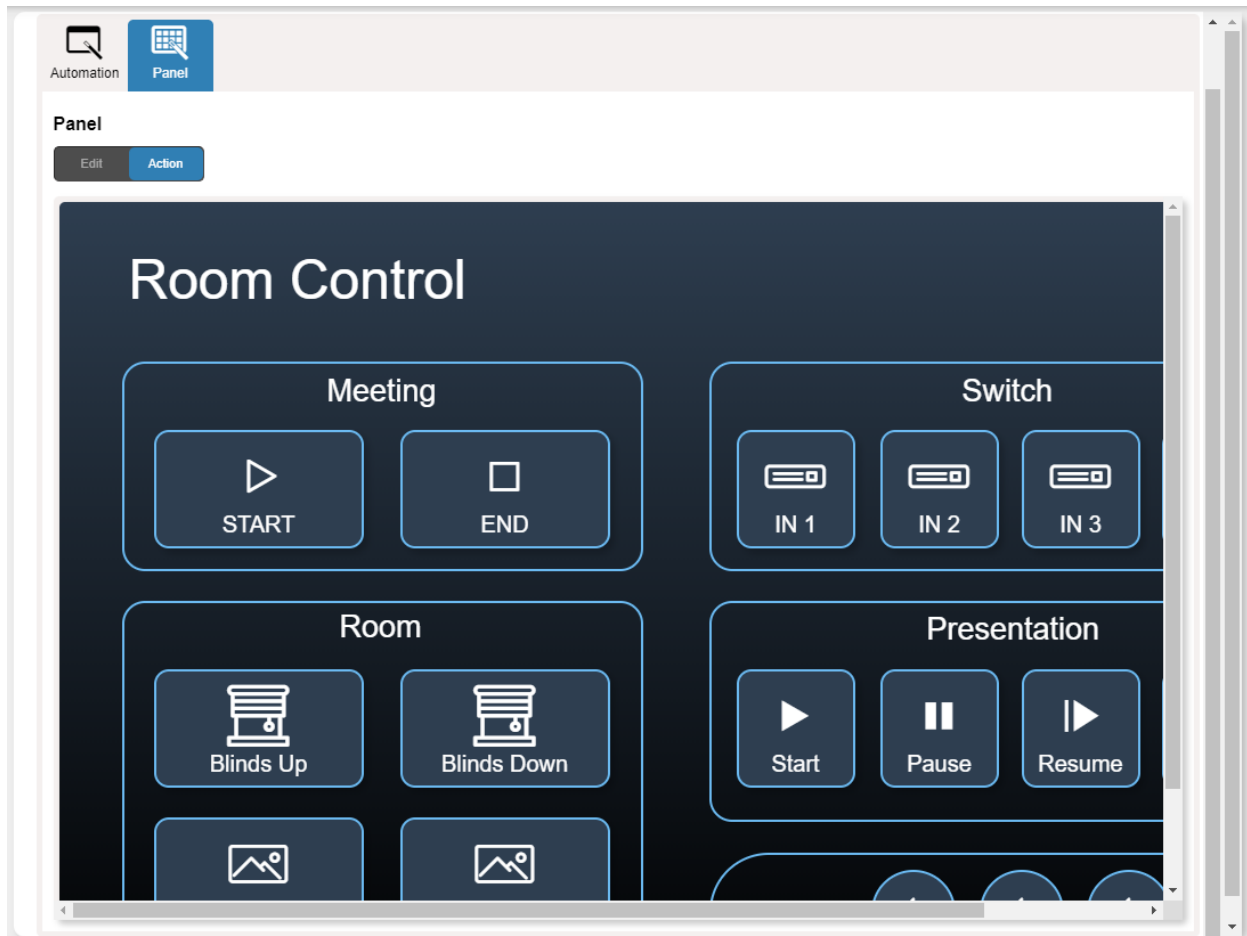 Automation
Panel
Panel
Edit
Action
Room Control
Meeting
START
END
Switch
IN 1
IN 2
IN 3
Room
Blinds Up
Blinds Down
Presentation
Start
Pause
Resume